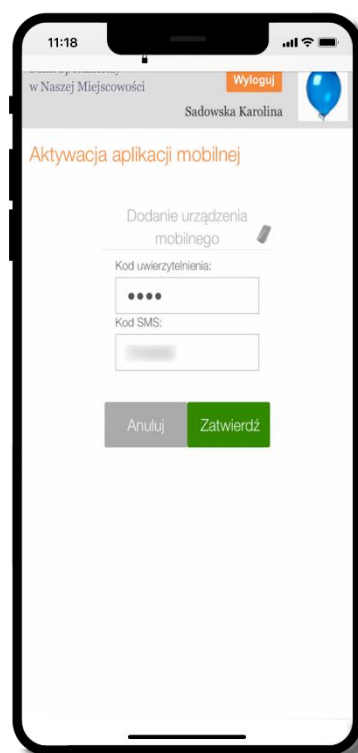 11:18
w Naszej Miejscowości
Wyloguj
Sadowska Karolina
Aktywacja aplikacji mobilnej
Dodanie urządzenia
mobilnego
Kod uwierzytelnienia:
••••
Kod SMS:
Anuluj
Zatwierdź